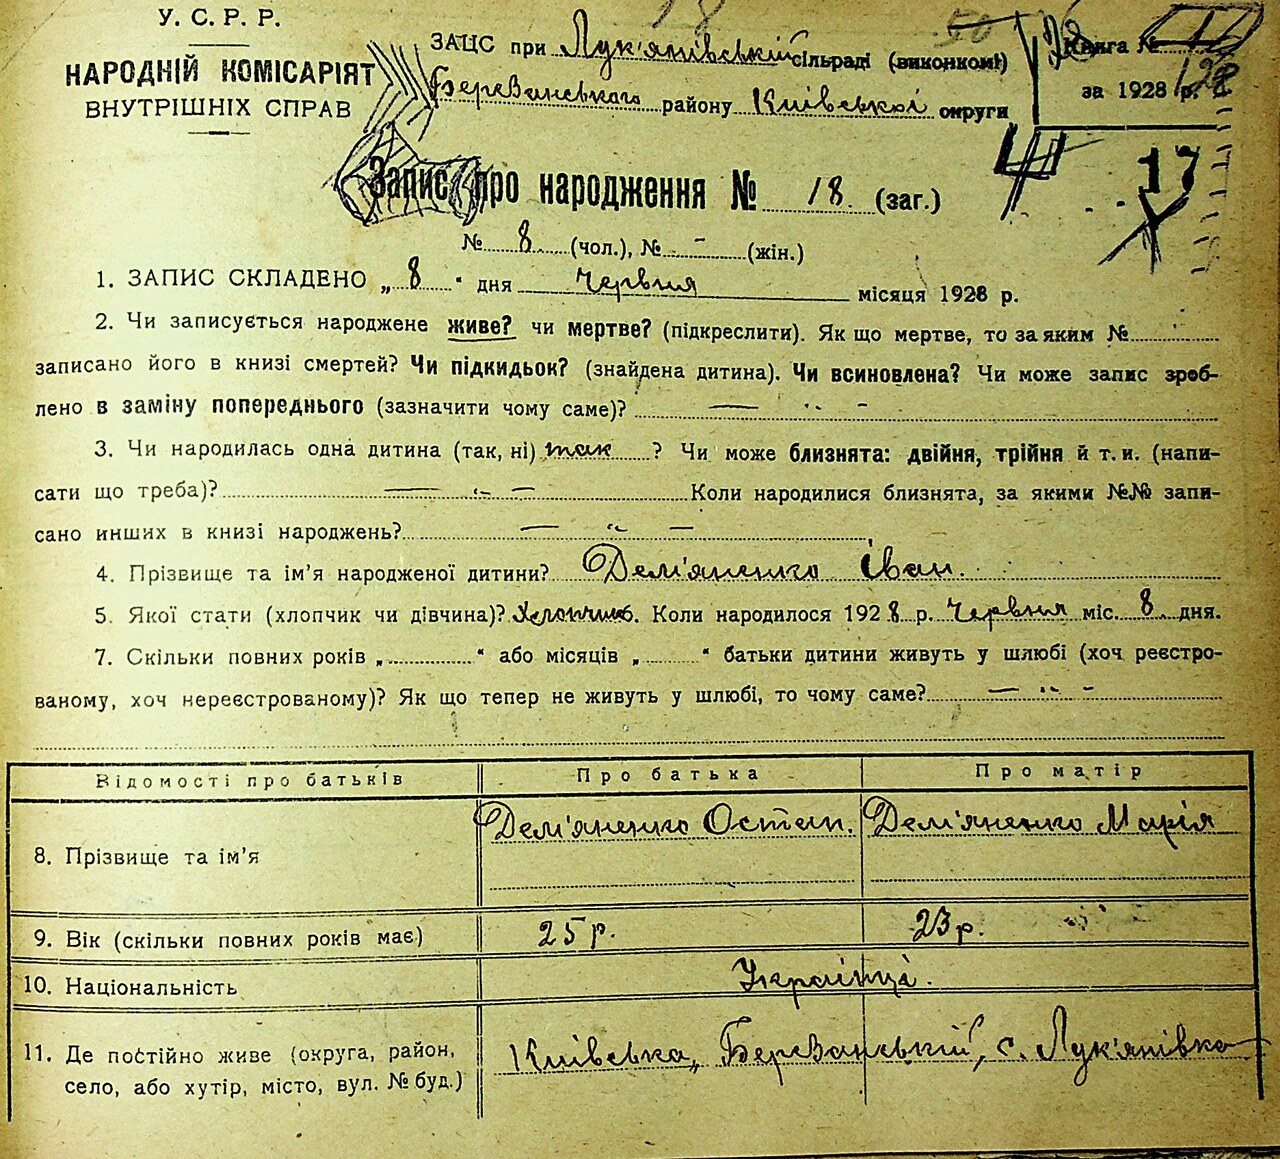 У. С. Р. Р.
НАРОДНІЙ КОМІСАРІЯТ
ВНУТРІШНІХ СПРАВ
ЗАЦС при Лук'янівській сільраді (виконкомі)
Березанського району Київської округи
Книга № 
за 1928 р.
28
17
Запис про народження № 18. (заг.)
№ 8 (чол.), № - (жін.)
1. ЗАПИС СКЛАДЕНО „ 8 " дня Червня місяця 1928 р.
2. Чи записується народжене живе? чи мертве? (підкреслити). Як що мертве, то за яким №
записано його в книзі смертей? Чи підкидьок? (знайдена дитина). Чи всиновлена? Чи може запис зроб-
лено в заміну попереднього (зазначити чому саме)? — " -
3. Чи народилась одна дитина (так, ні) так ? Чи може близнята: двійня, трійня й т. и. (напи-
сати що треба)? — " — Коли народилися близнята, за якими №№ запи-
сано инших в книзі народжень? — " —
4. Прізвище та ім'я народженої дитини? Дем'яненко Іван.
5. Якої стати (хлопчик чи дівчина)? Хлопчик. Коли народилося 1928 р. Червня міс. 8 дня.
7. Скільки повних років „ " або місяців „ " батьки дитини живуть у шлюбі (хоч реєстро-
ваному, хоч нереєстрованому)? Як що тепер не живуть у шлюбі, то чому саме? — " -
Відомості про батьків Про батька Про матір
8. Прізвище та ім'я Дем'яненко Остап. Дем'яненко Марія
9. Вік (скільки повних років має) 25 р. 23 р.
10. Національність Українці.
11. Де постійно живе (округа, район, Київська, Березанський, с. Лук'янівка
село, або хутір, місто, вул. № буд.)